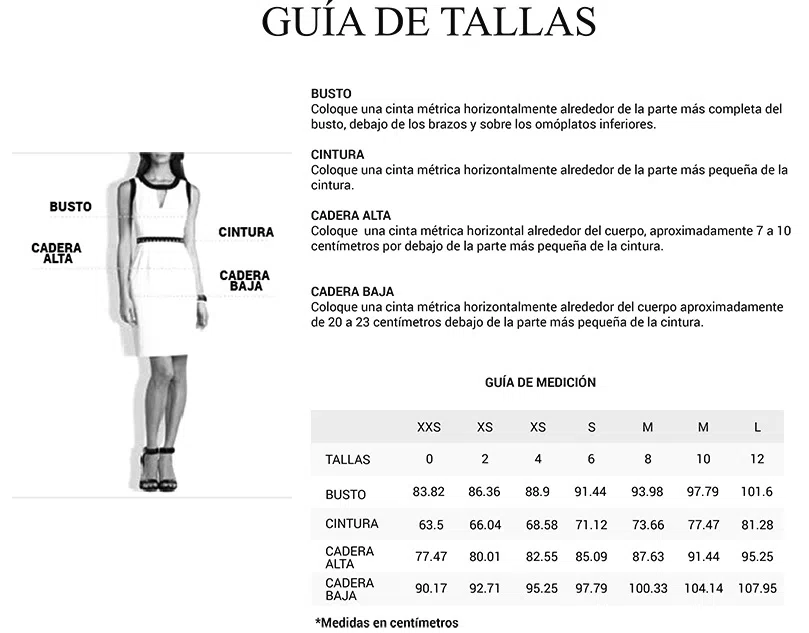 GUÍA DE TALLAS
BUSTO
Coloque una cinta métrica horizontalmente alrededor de la parte más completa del
busto, debajo de los brazos y sobre los omóplatos inferiores.
CINTURA
Coloque una cinta métrica horizontalmente alrededor de la parte más pequeña de la
cintura.
CADERA ALTA
Coloque una cinta métrica horizontal alrededor del cuerpo, aproximadamente 7 a 10
centímetros por debajo de la parte más pequeña de la cintura.
CADERA BAJA
Coloque una cinta métrica horizontalmente alrededor del cuerpo aproximadamente
de 20 a 23 centímetros debajo de la parte más pequeña de la cintura.
BUSTO
CINTURA
CADERA
ALTA
CADERA
BAJA
GUÍA DE MEDICIÓN
XXS XS XS S M M L
TALLAS 0 2 4 6 8 10 12
BUSTO 83.82 86.36 88.9 91.44 93.98 97.79 101.6
CINTURA 63.5 66.04 68.58 71.12 73.66 77.47 81.28
CADERA
ALTA 77.47 80.01 82.55 85.09 87.63 91.44 95.25
CADERA
BAJA 90.17 92.71 95.25 97.79 100.33 104.14 107.95
*Medidas en centímetros